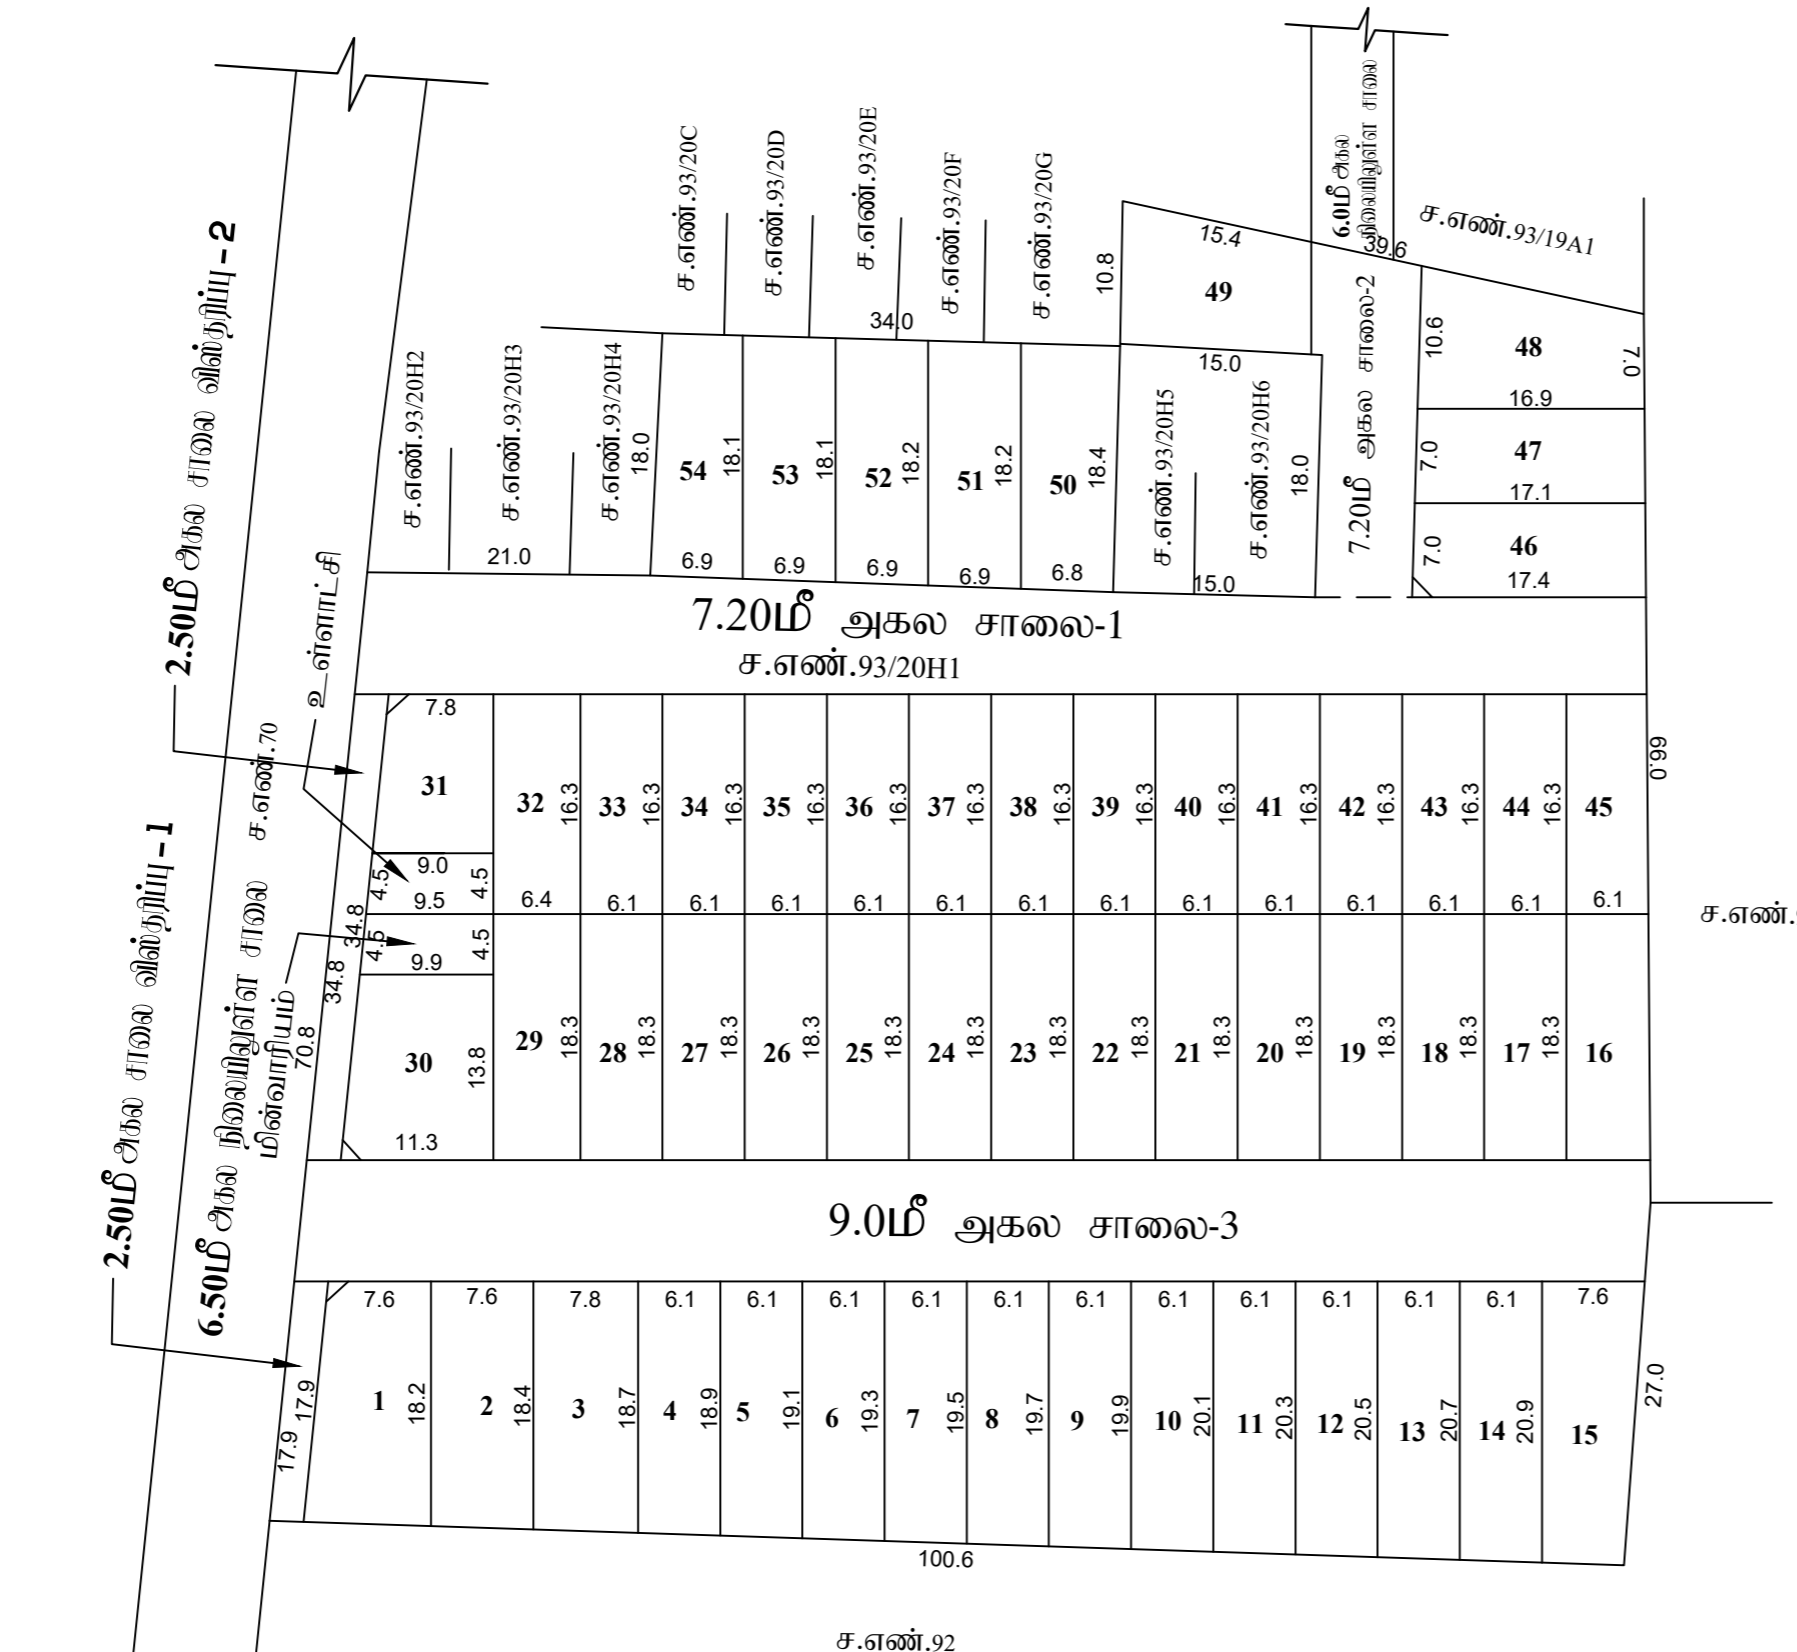 6.0மீ அகல
நிலையிலுள்ள சாலை
ச.எண்.93/19A1
39.6
ச.எண்.93/20C
ச.எண்.93/20D
ச.எண்.93/20E
ச.எண்.93/20F
ச.எண்.93/20G
34.0
10.8
15.4
49
15.0
7.20மீ அகல சாலை-2
10.6
48
7.0
16.9
7.0
47
17.1
7.0
46
17.4
2.50மீ அகல சாலை விஸ்தரிப்பு-2
ச.எண்.93/20H2
ச.எண்.93/20H3
21.0
ச.எண்.93/20H4
18.0
54 18.1
53 18.1
52 18.2
51 18.2
50 18.4
6.9 6.9 6.9 6.9 6.8
ச.எண்.93/20H5
ச.எண்.93/20H6
18.0
15.0
7.20மீ அகல சாலை-1
ச.எண்.93/20H1
உள்ளாட்சி
ச.எண்.70
7.8
31
32 16.3
33 16.3
34 16.3
35 16.3
36 16.3
37 16.3
38 16.3
39 16.3
40 16.3
41 16.3
42 16.3
43 16.3
44 16.3
45
66.0
9.0
4.5 9.5 4.5
6.4 6.1 6.1 6.1 6.1 6.1 6.1 6.1 6.1 6.1 6.1 6.1 6.1 6.1
ச.எண்.
34.8
4.5 9.9 4.5
34.8
70.8
மின்வாரியம்
6.50மீ அகல நிலையிலுள்ள சாலை
2.50மீ அகல சாலை விஸ்தரிப்பு-1
30 13.8
11.3
29 18.3
28 18.3
27 18.3
26 18.3
25 18.3
24 18.3
23 18.3
22 18.3
21 18.3
20 18.3
19 18.3
18 18.3
17 18.3
16
9.0மீ அகல சாலை-3
7.6 7.6 7.8 6.1 6.1 6.1 6.1 6.1 6.1 6.1 6.1 6.1 6.1 6.1 7.6
17.9
17.9
1 18.2
2 18.4
3 18.7
4 18.9
5 19.1
6 19.3
7 19.5
8 19.7
9 19.9
10 20.1
11 20.3
12 20.5
13 20.7
14 20.9
15
27.0
100.6
ச.எண்.92